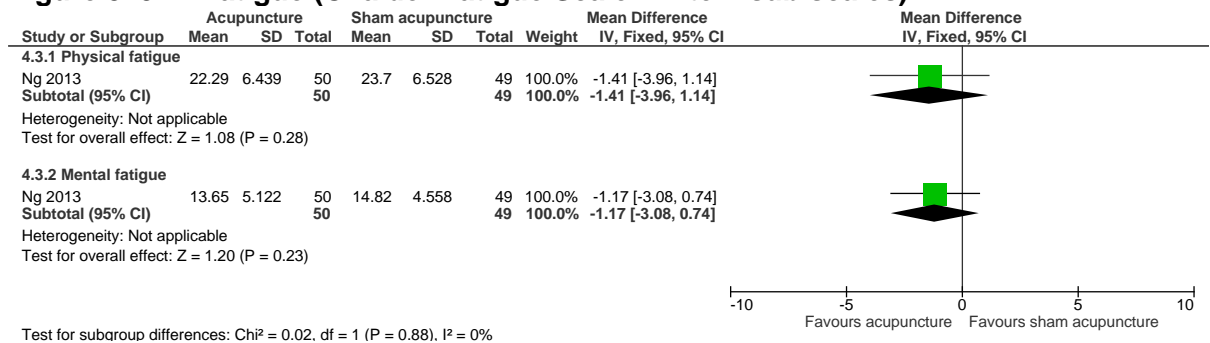 Acupuncture Sham acupuncture Mean Difference Mean Difference
Study or Subgroup Mean SD Total Mean SD Total Weight IV, Fixed, 95% CI IV, Fixed, 95% CI
4.3.1 Physical fatigue
Ng 2013 22.29 6.439 50 23.7 6.528 49 100.0% -1.41 [-3.96, 1.14]
Subtotal (95% CI) 50 49 100.0% -1.41 [-3.96, 1.14]
Heterogeneity: Not applicable
Test for overall effect: Z = 1.08 (P = 0.28)
4.3.2 Mental fatigue
Ng 2013 13.65 5.122 50 14.82 4.558 49 100.0% -1.17 [-3.08, 0.74]
Subtotal (95% CI) 50 49 100.0% -1.17 [-3.08, 0.74]
Heterogeneity: Not applicable
Test for overall effect: Z = 1.20 (P = 0.23)
-10 -5 0 5 10
Favours acupuncture Favours sham acupuncture
Test for subgroup differences: Chi² = 0.02, df = 1 (P = 0.88), I² = 0%